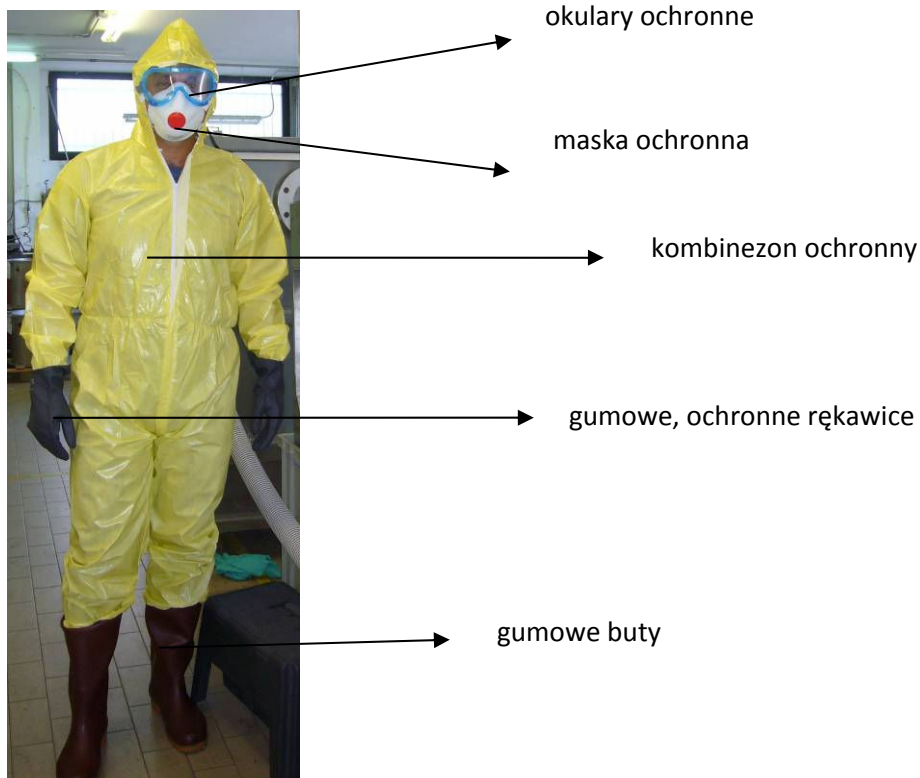 okulary ochronne
maska ochronna
kombinezon ochronny
gumowe, ochronne rękawice
gumowe buty